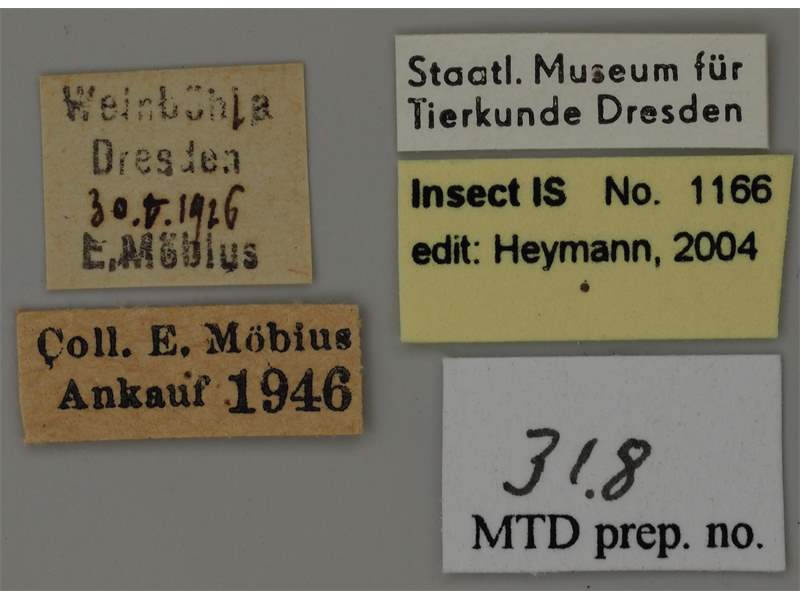 Weinböhla
Dresden
30.5.1926
E. Möbius
Coll. E. Möbius
Ankauf 1946
Staatl. Museum für
Tierkunde Dresden
Insect IS No. 1166
edit: Heymann, 2004
31.8
MTD prep. no.